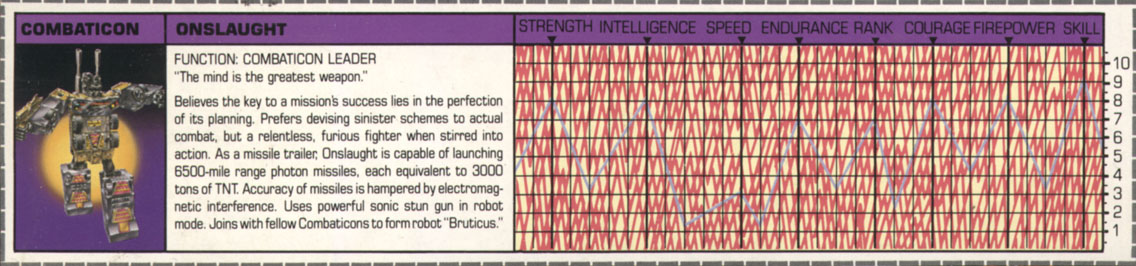 COMBATICON ONSLAUGHT
STRENGTH INTELLIGENCE SPEED ENDURANCE RANK COURAGE FIREPOWER SKILL
FUNCTION: COMBATICON LEADER
"The mind is the greatest weapon."
Believes the key to a mission's success lies in the perfection
of its planning. Prefers devising sinister schemes to actual
combat, but a relentless, furious fighter when stirred into
action. As a missile trailer, Onslaught is capable of launching
6500-mile range photon missiles, each equivalent to 3000
tons of TNT. Accuracy of missiles is hampered by electromag-
netic interference. Uses powerful sonic stun gun in robot
mode. Joins with fellow Combaticons to form robot "Bruticus."
10
9
8
7
6
5
4
3
2
1